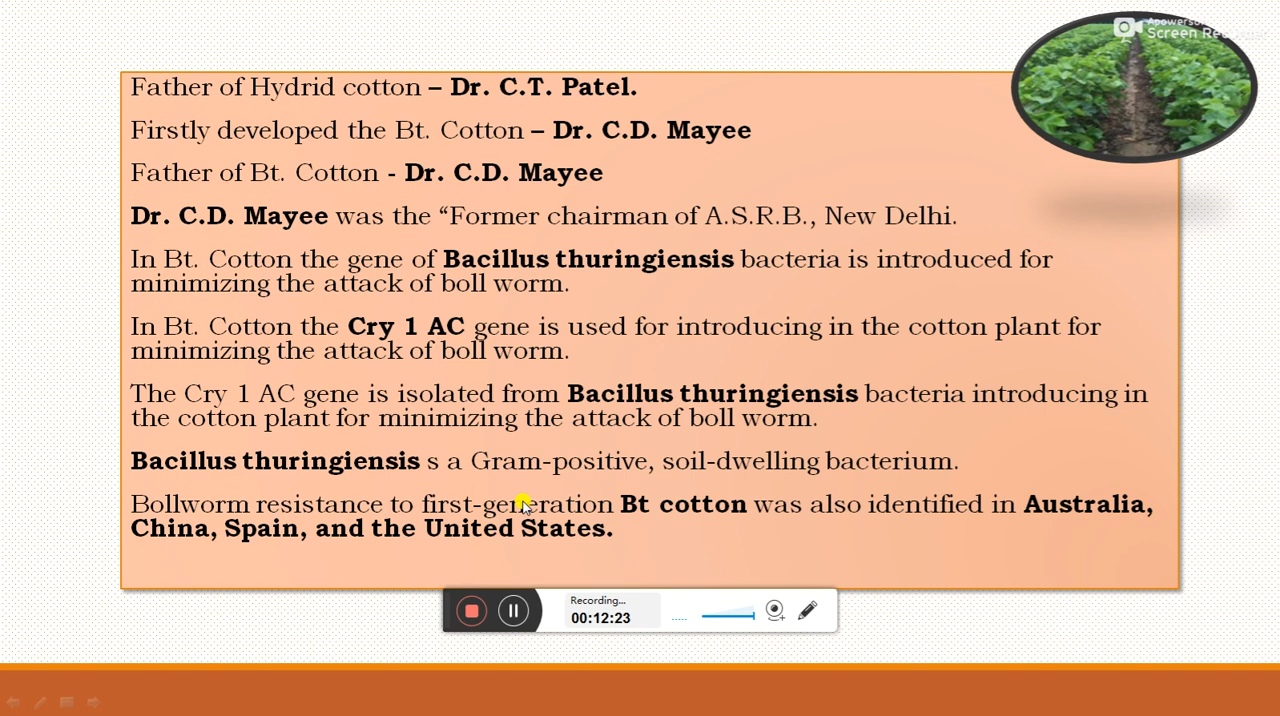 Apowersoft
Screen Recorder
Father of Hydrid cotton – Dr. C.T. Patel.
Firstly developed the Bt. Cotton – Dr. C.D. Mayee
Father of Bt. Cotton - Dr. C.D. Mayee
Dr. C.D. Mayee was the “Former chairman of A.S.R.B., New Delhi.
In Bt. Cotton the gene of Bacillus thuringiensis bacteria is introduced for
minimizing the attack of boll worm.
In Bt. Cotton the Cry 1 AC gene is used for introducing in the cotton plant for
minimizing the attack of boll worm.
The Cry 1 AC gene is isolated from Bacillus thuringiensis bacteria introducing in
the cotton plant for minimizing the attack of boll worm.
Bacillus thuringiensis s a Gram-positive, soil-dwelling bacterium.
Bollworm resistance to first-generation Bt cotton was also identified in Australia,
China, Spain, and the United States.
Recording...
00:12:23